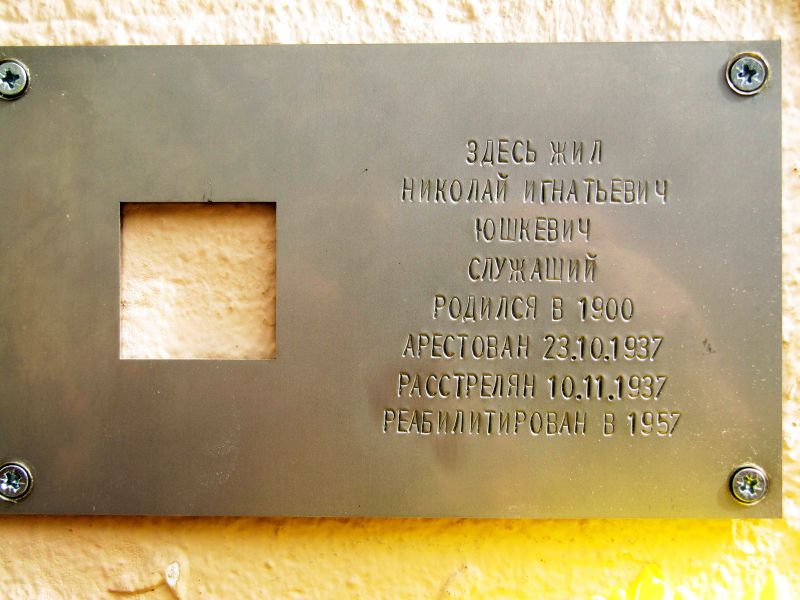 ЗДЕСЬ ЖИЛ
НИКОЛАЙ ИГНАТЬЕВИЧ
ЮШКЕВИЧ
СЛУЖАЩИЙ
РОДИЛСЯ В 1900
АРЕСТОВАН 23.10.1937
РАССТРЕЛЯН 10.11.1937
РЕАБИЛИТИРОВАН В 1957